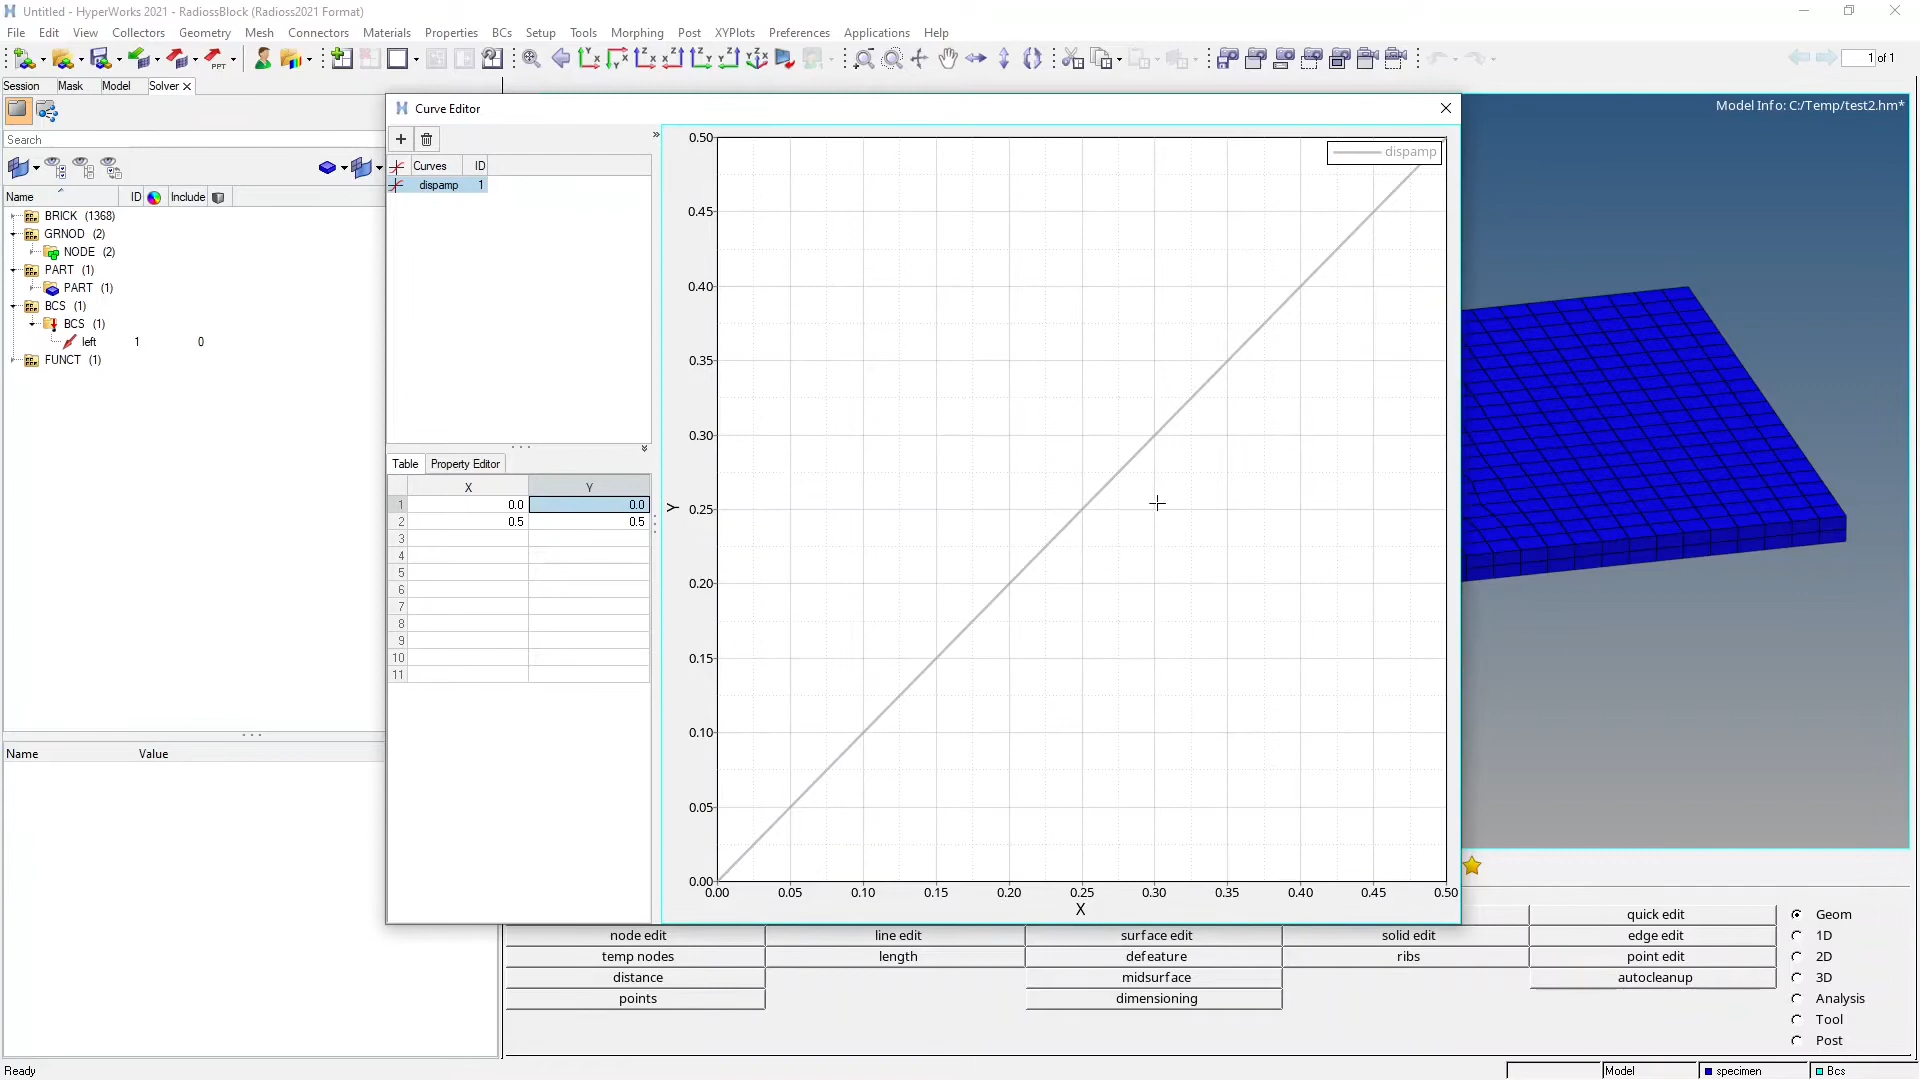 Untitled - HyperWorks 2021 - RadiossBlock (Radioss2021 Format)
File Edit View Collectors Geometry Mesh Connectors Materials Properties BCs Setup Tools Morphing Post XYPlots Preferences Applications Help
1 of 1
Session Mask Model Solver
Search
Name ID Include
BRICK (1368)
GRNOD (2)
NODE (2)
PART (1)
PART (1)
BCS (1)
BCS (1)
left 1 0
FUNCT (1)
Name Value
Curve Editor
Curves ID
dispamp 1
Table Property Editor
X Y
1 0.0 0.0
2 0.5 0.5
3
4
5
6
7
8
9
10
11
dispamp
0.50
0.45
0.40
0.35
0.30
0.25
0.20
0.15
0.10
0.05
0.00
Y
0.00 0.05 0.10 0.15 0.20 0.25 0.30 0.35 0.40 0.45 0.50
X
Model Info: C:/Temp/test2.hm*
quick edit Geom
node edit line edit surface edit solid edit edge edit 1D
temp nodes length defeature ribs point edit 2D
distance midsurface autocleanup 3D
points dimensioning Analysis
Tool
Post
Ready Model specimen Bcs